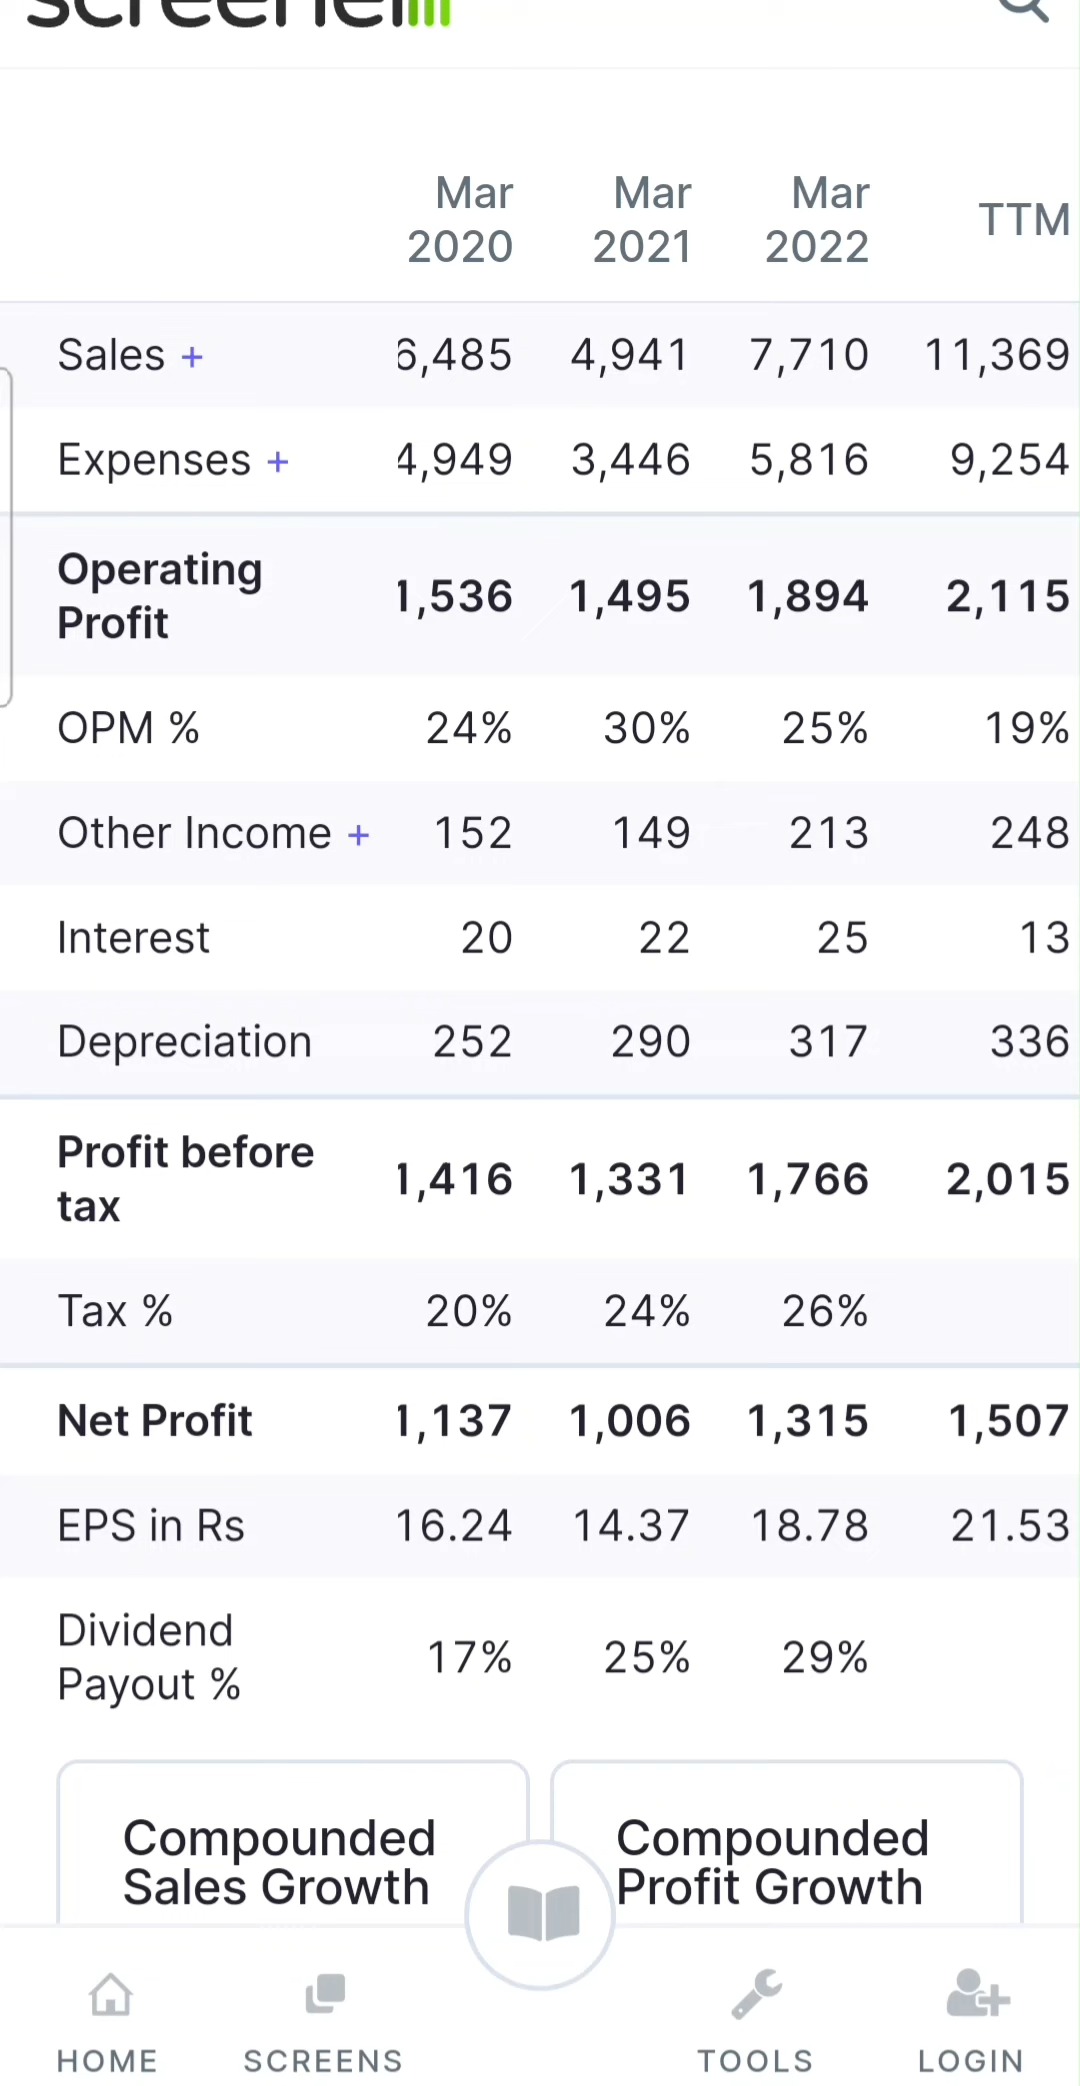 screener
Mar Mar Mar TTM
2020 2021 2022
Sales + 6,485 4,941 7,710 11,369
Expenses + 4,949 3,446 5,816 9,254
Operating
Profit 1,536 1,495 1,894 2,115
OPM % 24% 30% 25% 19%
Other Income + 152 149 213 248
Interest 20 22 25 13
Depreciation 252 290 317 336
Profit before
tax 1,416 1,331 1,766 2,015
Tax % 20% 24% 26%
Net Profit 1,137 1,006 1,315 1,507
EPS in Rs 16.24 14.37 18.78 21.53
Dividend
Payout % 17% 25% 29%
Compounded
Sales Growth
Compounded
Profit Growth
HOME SCREENS TOOLS LOGIN